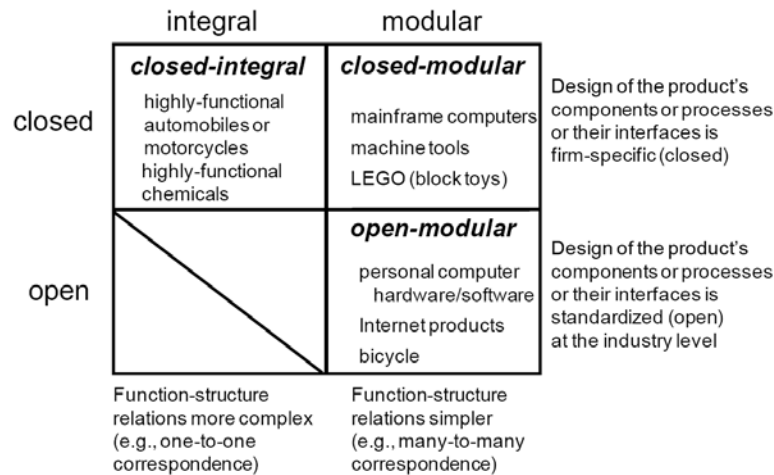 integral
modular
closed
closed-integral
highly-functional
automobiles or
motorcycles
highly-functional
chemicals
closed-modular
mainframe computers
machine tools
LEGO (block toys)
Design of the product's
components or processes
or their interfaces is
firm-specific (closed)
open
open-modular
personal computer
hardware/software
Internet products
bicycle
Design of the product's
components or processes
or their interfaces is
standardized (open)
at the industry level
Function-structure
relations more complex
(e.g., one-to-one
correspondence)
Function-structure
relations simpler
(e.g., many-to-many
correspondence)